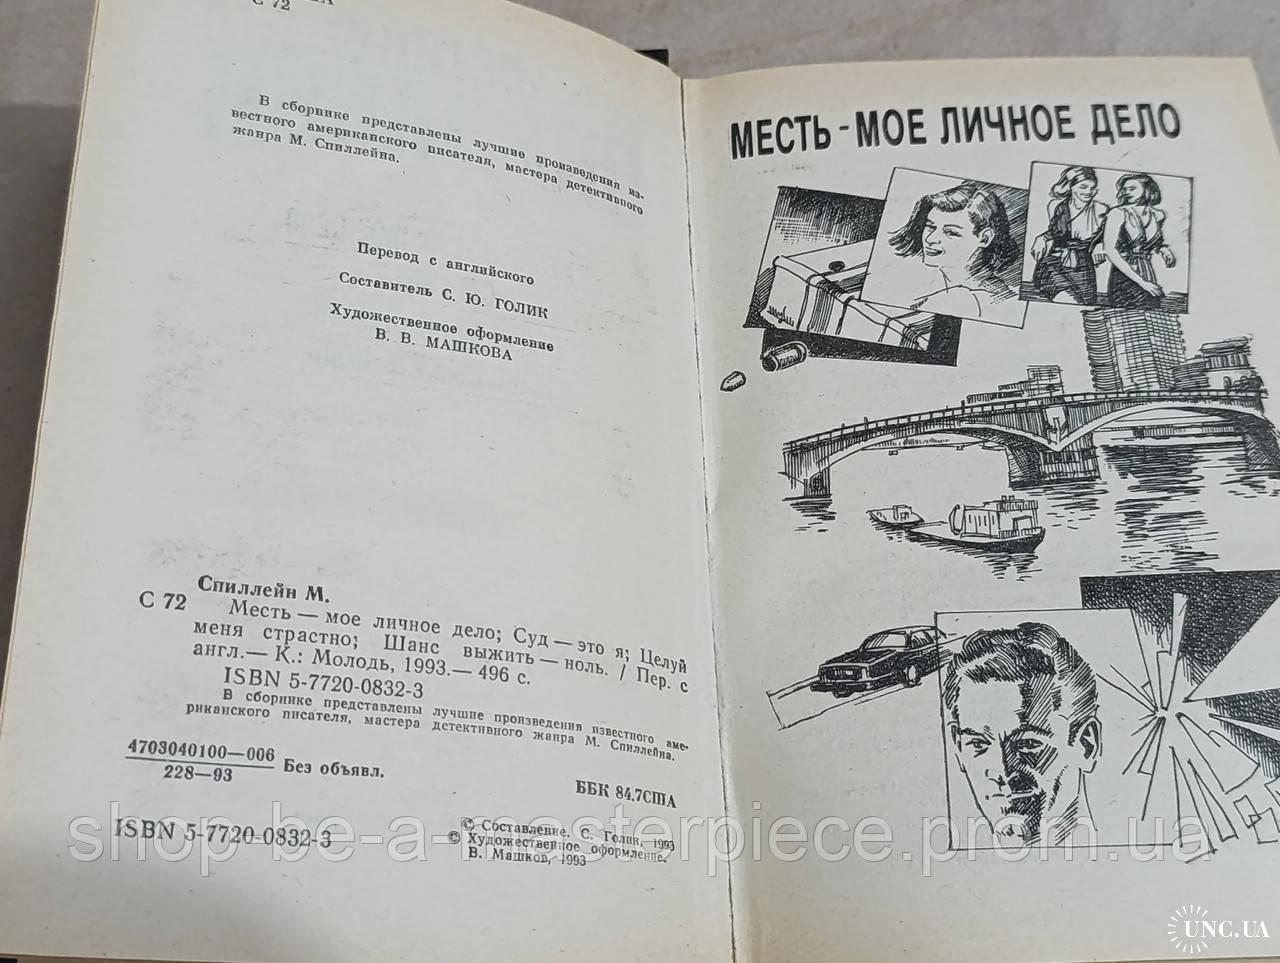 С 72
В сборнике представлены лучшие произведения из-
вестного американского писателя, мастера детективного
жанра М. Спиллейна.
Перевод с английского
Составитель С. Ю. ГОЛИК
Художественное оформление
В. В. МАШКОВА
Спиллейн М.
С 72 Месть — мое личное дело; Суд — это я; Целуй
меня страстно; Шанс выжить — ноль. / Пер. с
англ.— К.: Молодь, 1993.— 496 с.
ISBN 5-7720-0832-3
В сборнике представлены лучшие произведения известного аме-
риканского писателя, мастера детективного жанра М. Спиллейна.
4703040100—006
228—93
Без объявл.
ББК 84.7США
ISBN 5-7720-0832-3
© Составление. С. Голик, 1993
© Художественное оформление.
В. Машков, 1993
МЕСТЬ - МОЕ ЛИЧНОЕ ДЕЛО
shop-be-a-masterpiece.prom.ua
UNC.UA